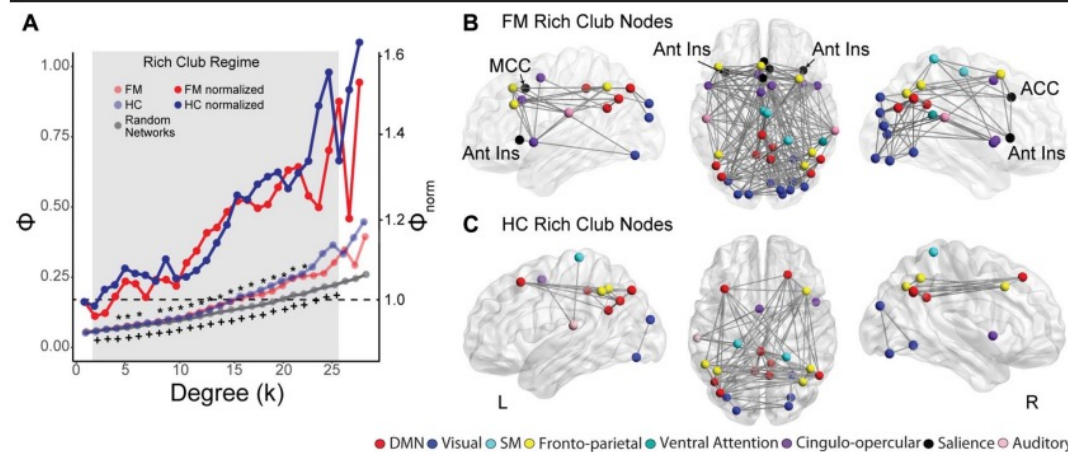 A
Rich Club Regime
FM
FM normalized
HC
HC normalized
Random
Networks
Φ
1.00
0.75
0.50
0.25
0.00
1.6
1.4
1.2
1.0
Φnorm
0 5 10 15 20 25
Degree (k)
B FM Rich Club Nodes
MCC
Ant Ins
Ant Ins
Ant Ins
ACC
Ant Ins
C HC Rich Club Nodes
L
R
DMN Visual SM Fronto-parietal Ventral Attention Cingulo-opercular Salience Auditory